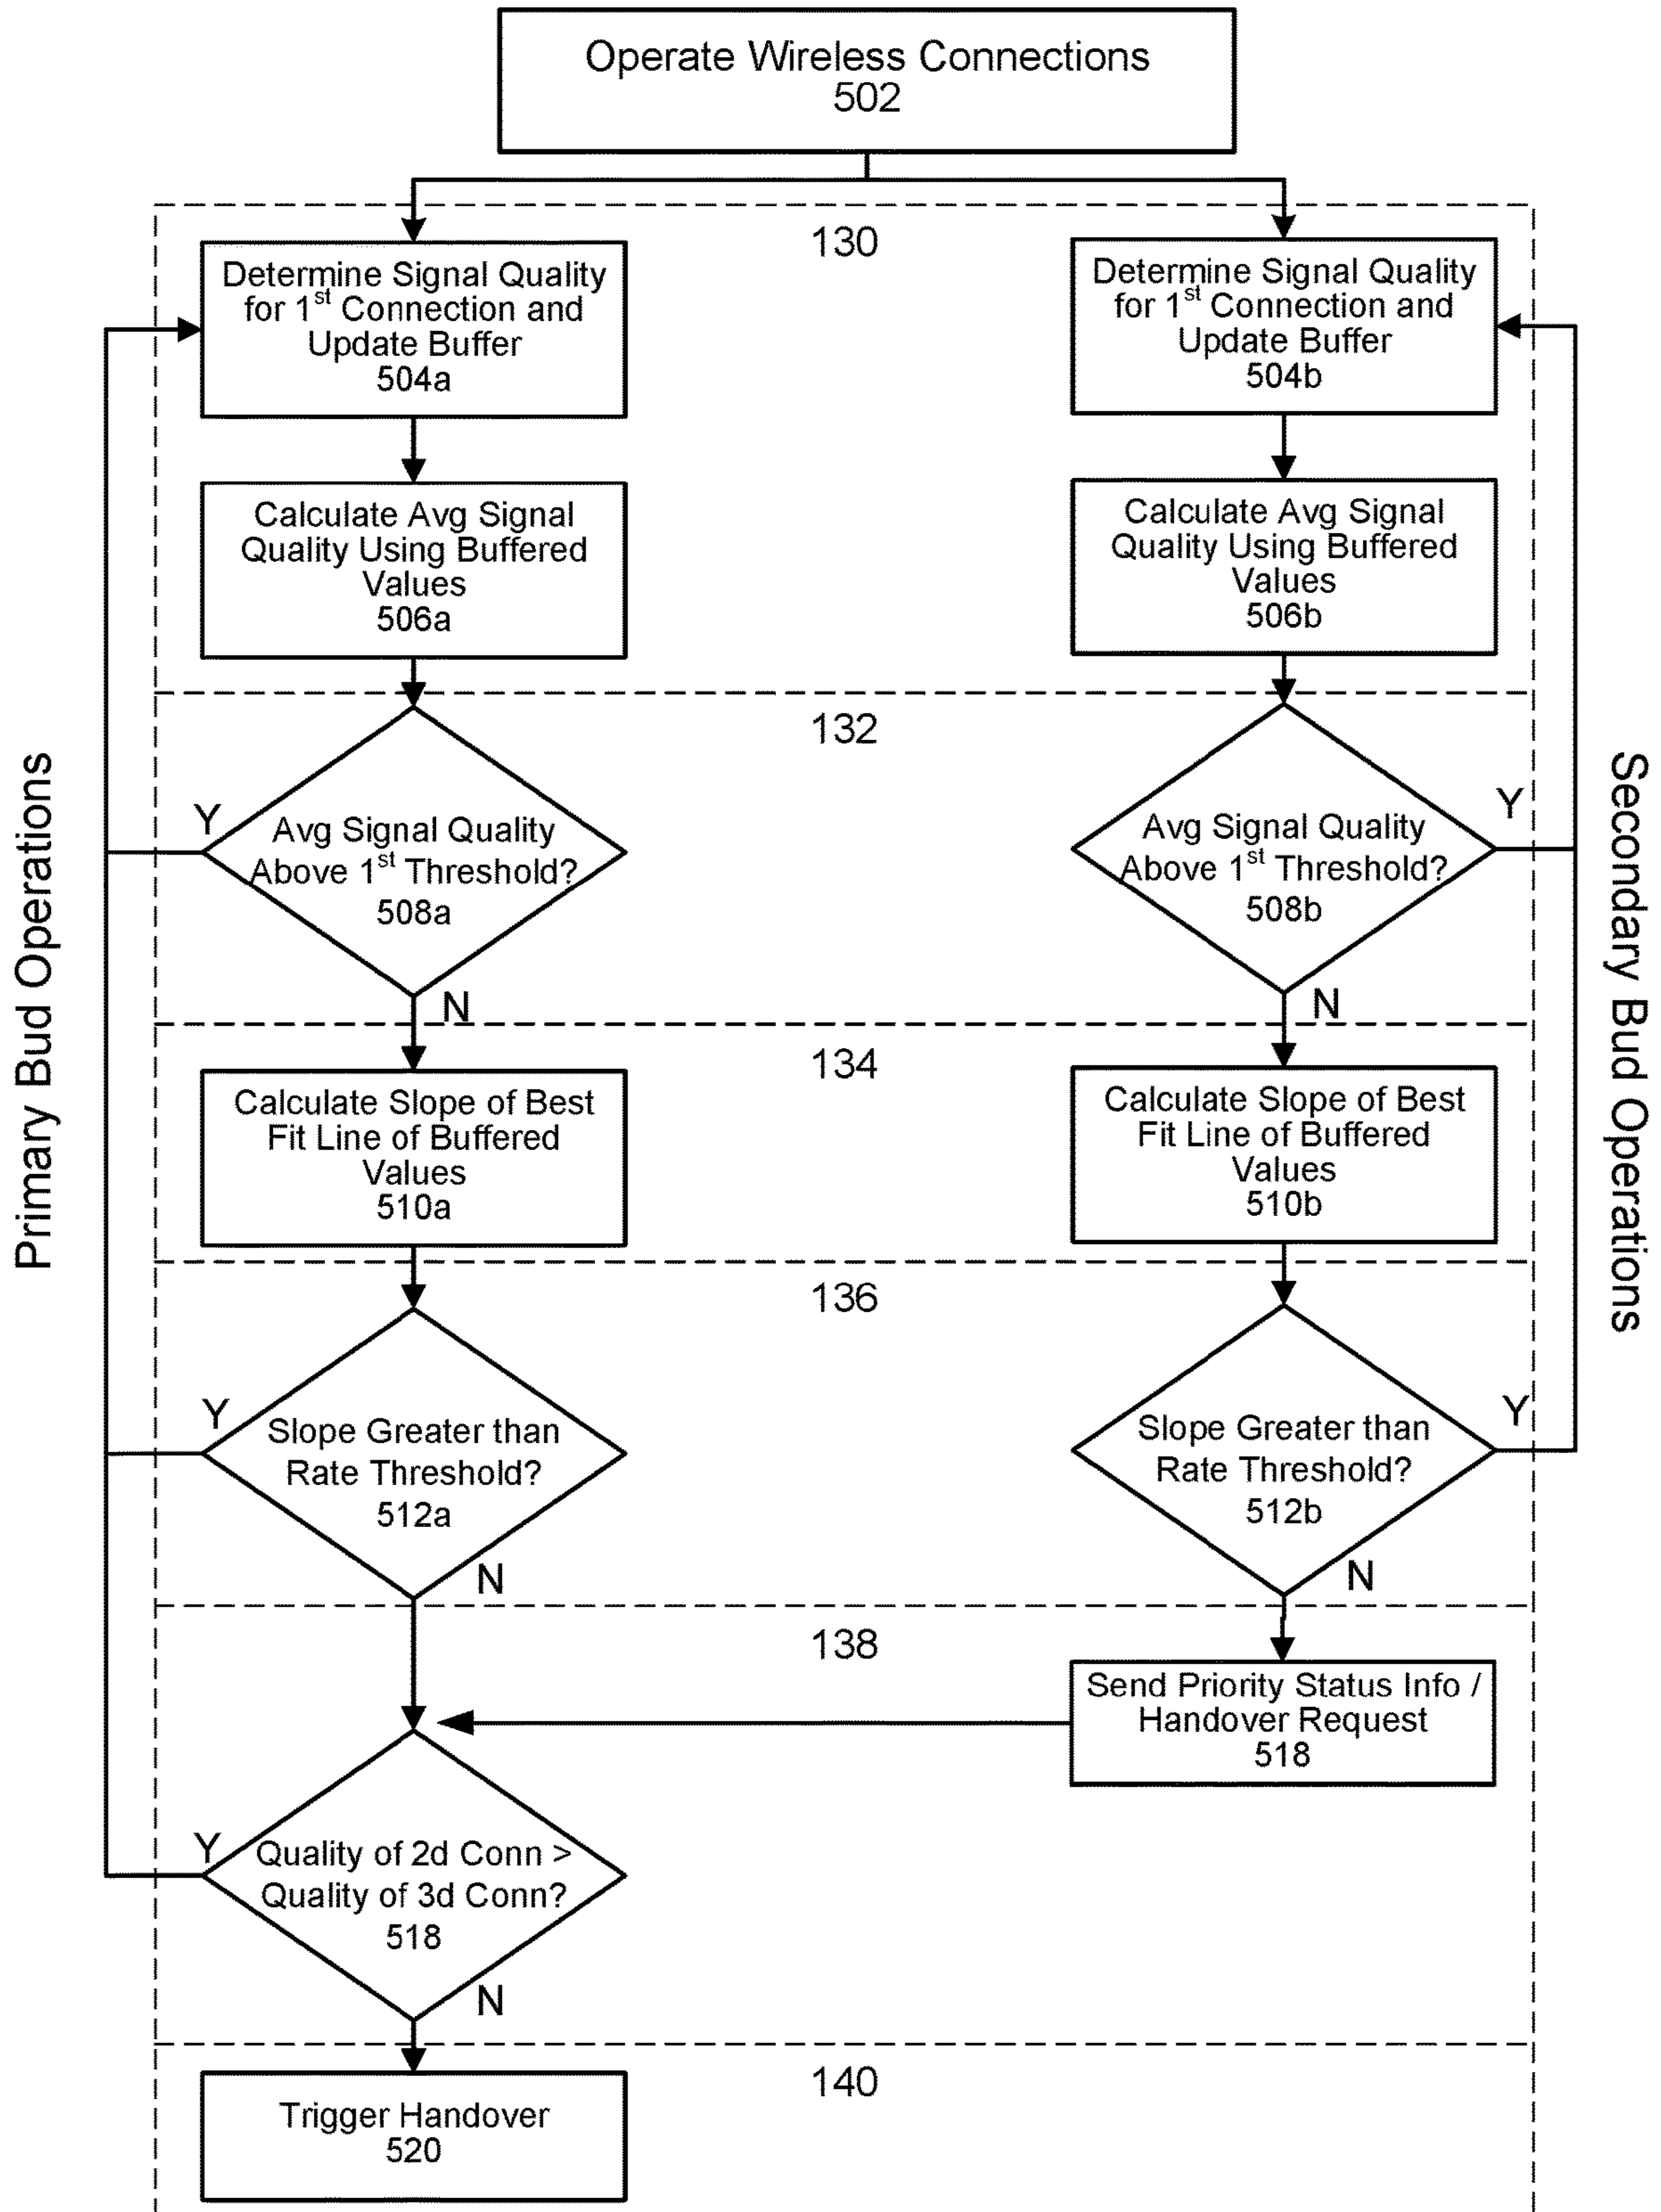 Operate Wireless Connections
502
130
Determine Signal Quality
for 1st Connection and
Update Buffer
504a
Determine Signal Quality
for 1st Connection and
Update Buffer
504b
Calculate Avg Signal
Quality Using Buffered
Values
506a
Calculate Avg Signal
Quality Using Buffered
Values
506b
132
Y
Avg Signal Quality
Above 1st Threshold?
508a
N
Avg Signal Quality
Above 1st Threshold?
508b
Y
N
Primary Bud Operations
Secondary Bud Operations
134
Calculate Slope of Best
Fit Line of Buffered
Values
510a
Calculate Slope of Best
Fit Line of Buffered
Values
510b
136
Y
Slope Greater than
Rate Threshold?
512a
N
Slope Greater than
Rate Threshold?
512b
Y
N
138
Send Priority Status Info /
Handover Request
518
Y
Quality of 2d Conn >
Quality of 3d Conn?
518
N
140
Trigger Handover
520